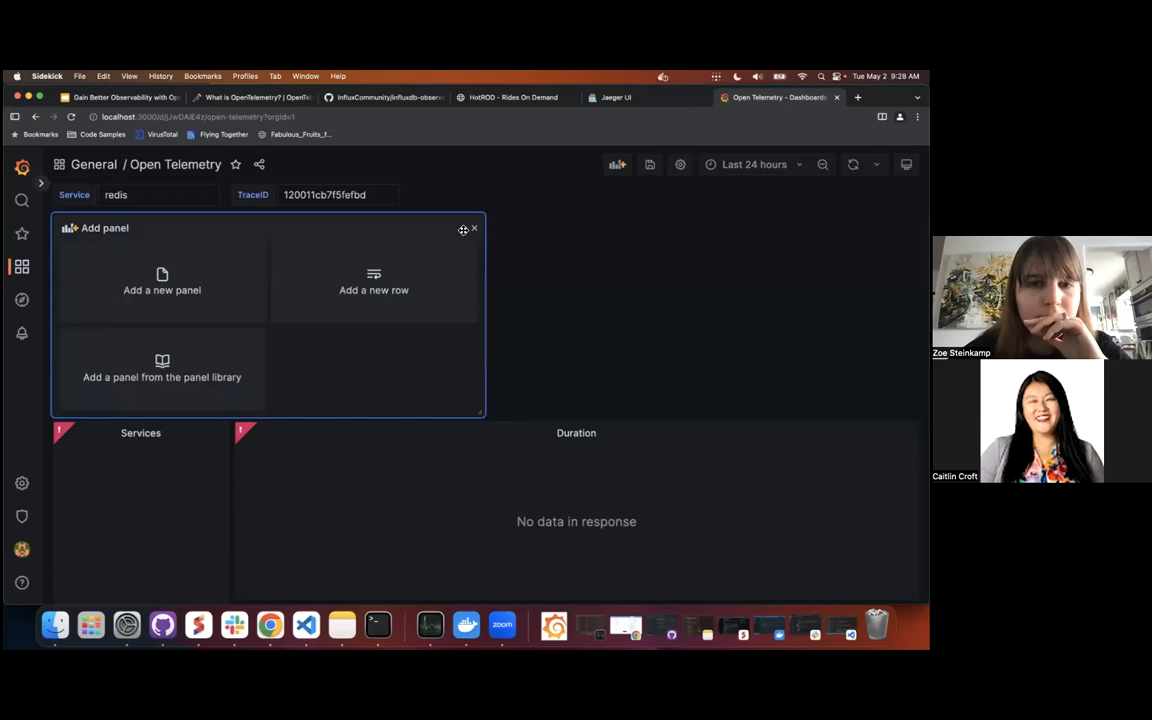 Sidekick File Edit View History Bookmarks Profiles Tab Window Help Tue May 2 9:28 AM
Gain Better Observability with Op What is OpenTelemetry? | OpenTe InfluxCommunity/influxdb-observ HotROD - Rides On Demand Jaeger UI Open Telemetry - Dashboards
localhost:3000/d/jJwDAiE4z/open-telemetry?orgId=1
Bookmarks Code Samples VirusTotal Flying Together Fabulous_Fruits_f...
General / Open Telemetry Last 24 hours
Service redis TraceID 120011cb7f5fefbd
Add panel
Add a new panel Add a new row
Add a panel from the panel library
Services Duration
No data in response
Zoe Steinkamp
Caitlin Croft
zoom